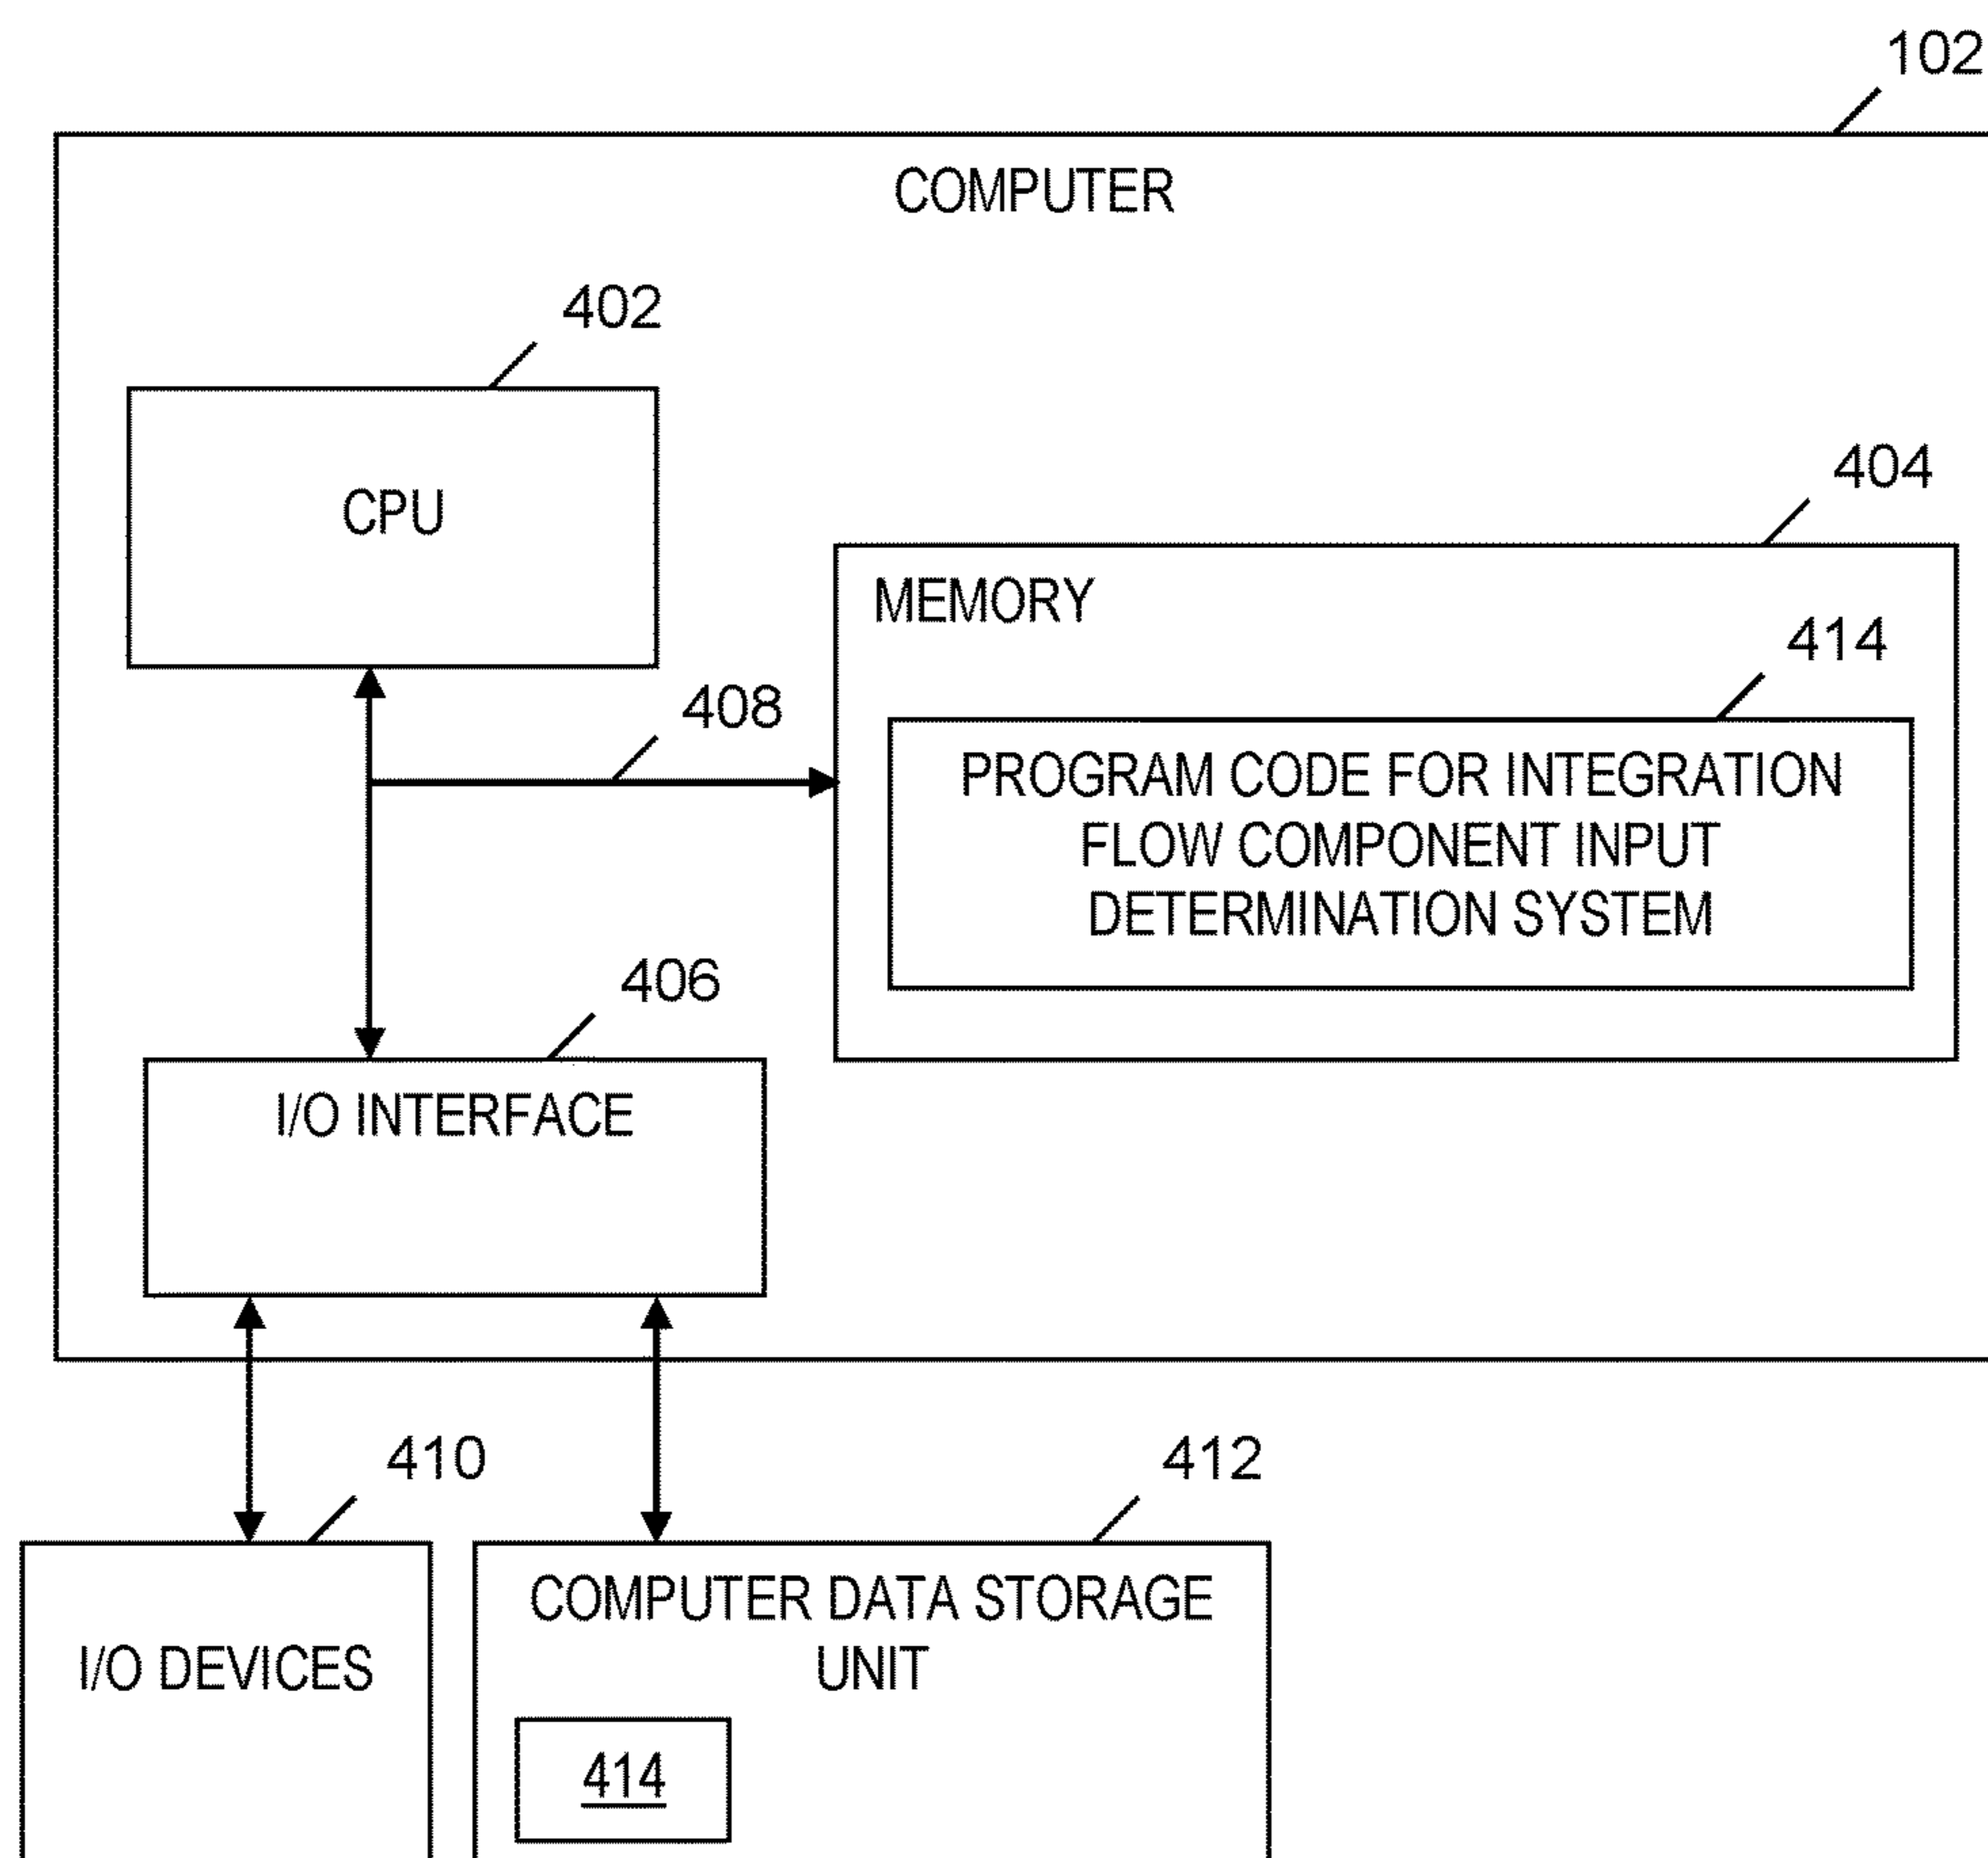 102
COMPUTER
402
CPU
404
MEMORY
414
PROGRAM CODE FOR INTEGRATION
FLOW COMPONENT INPUT
DETERMINATION SYSTEM
408
406
I/O INTERFACE
410
412
I/O DEVICES
COMPUTER DATA STORAGE
UNIT
414